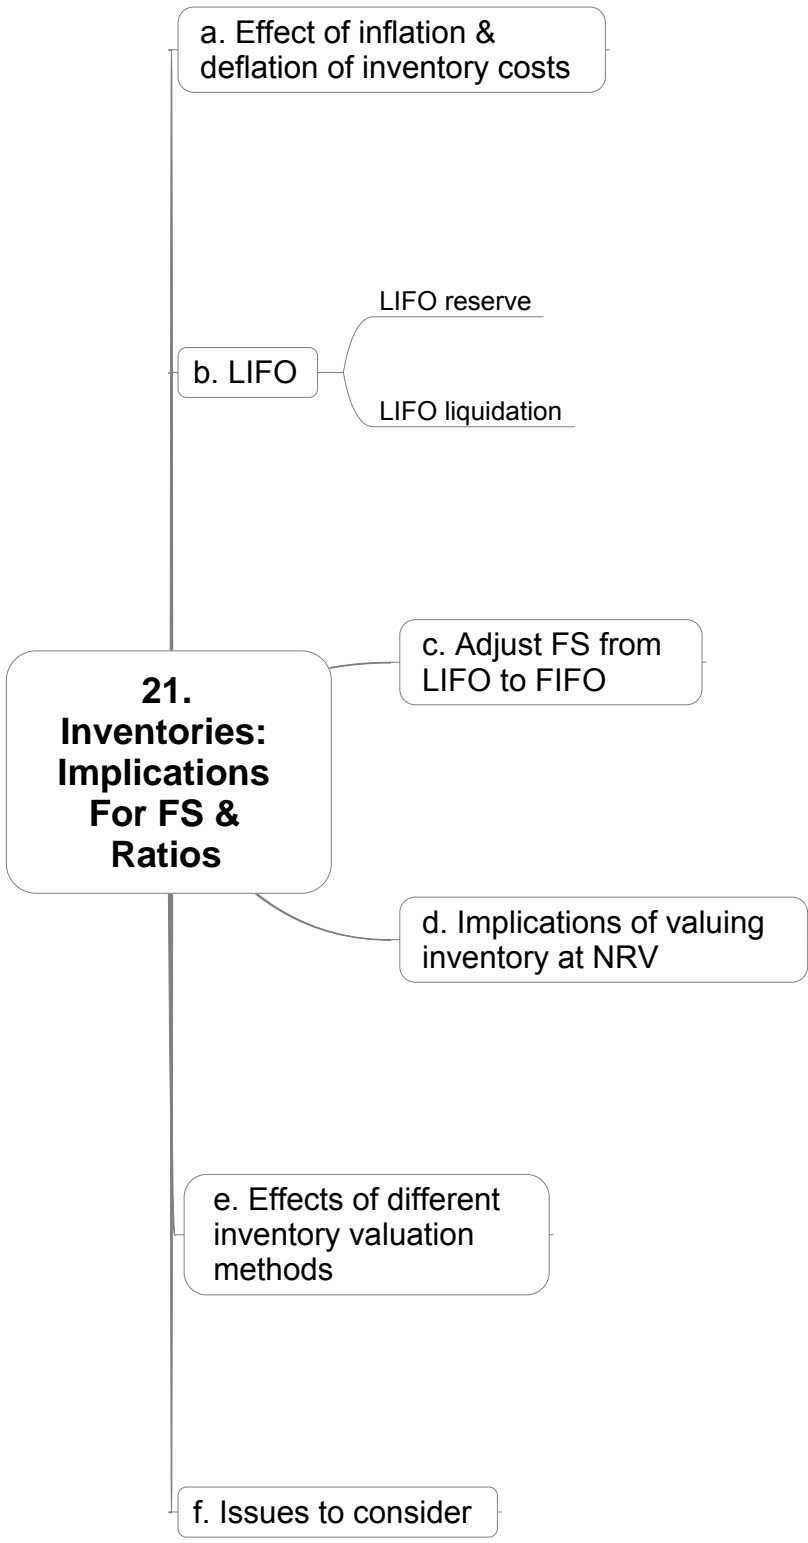 a. Effect of inflation &
deflation of inventory costs
LIFO reserve
b. LIFO
LIFO liquidation
c. Adjust FS from
LIFO to FIFO
21.
Inventories:
Implications
For FS &
Ratios
d. Implications of valuing
inventory at NRV
e. Effects of different
inventory valuation
methods
f. Issues to consider